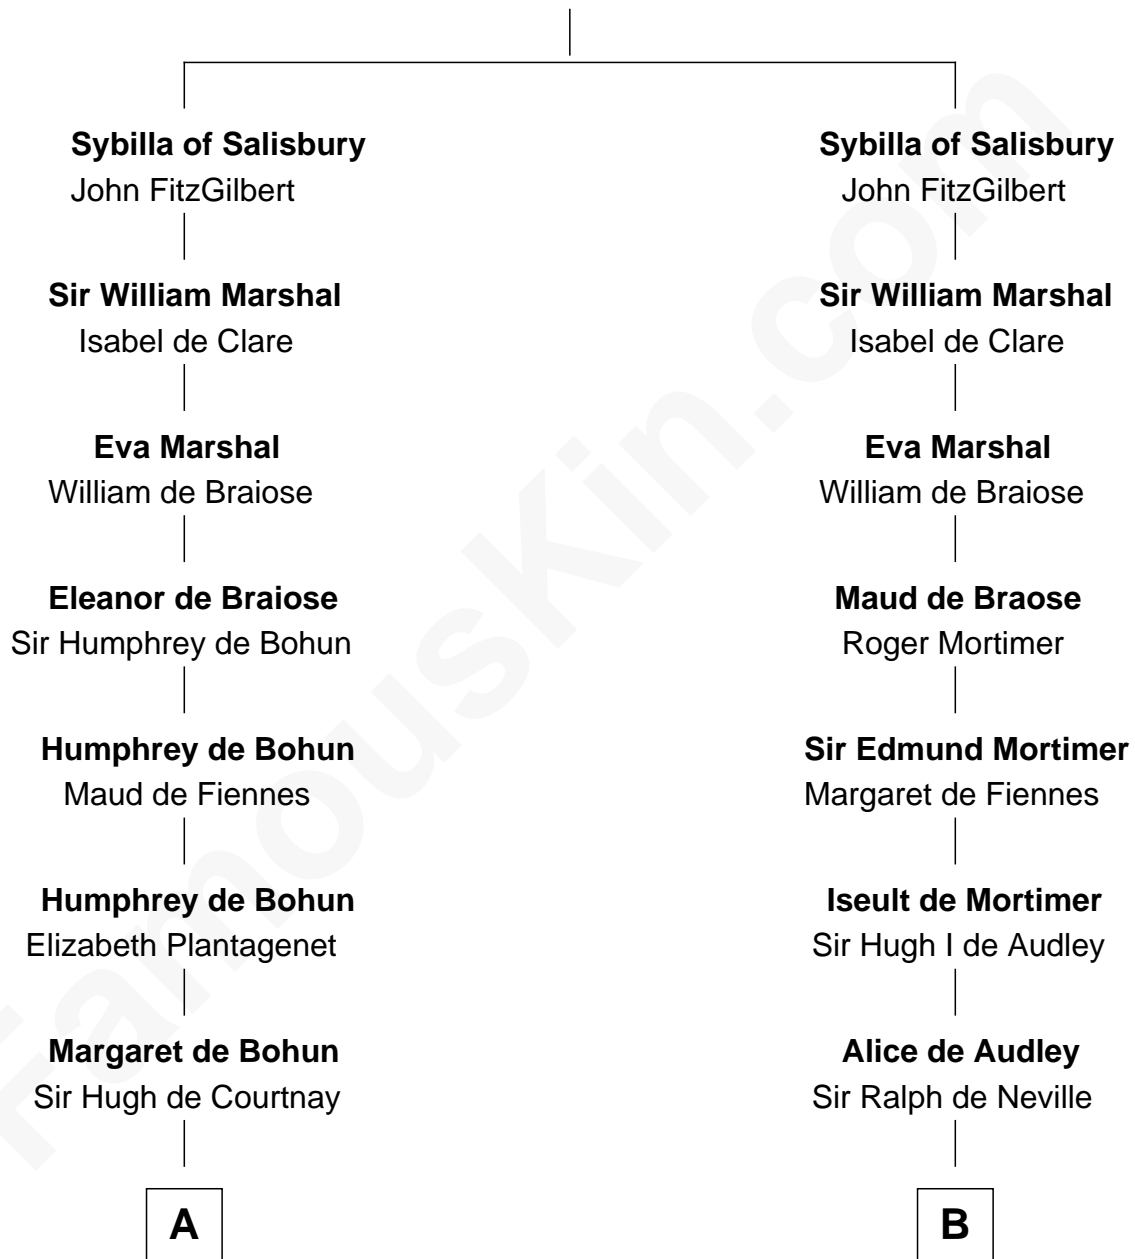 Sybilla of Salisbury
John FitzGilbert
Sir William Marshal
Isabel de Clare
Eva Marshal
William de Braiose
Eleanor de Braiose
Sir Humphrey de Bohun
Humphrey de Bohun
Maud de Fiennes
Humphrey de Bohun
Elizabeth Plantagenet
Margaret de Bohun
Sir Hugh de Courtnay
A
Sybilla of Salisbury
John FitzGilbert
Sir William Marshal
Isabel de Clare
Eva Marshal
William de Braiose
Maud de Braose
Roger Mortimer
Sir Edmund Mortimer
Margaret de Fiennes
Iseult de Mortimer
Sir Hugh I de Audley
Alice de Audley
Sir Ralph de Neville
B
FamousKin.com